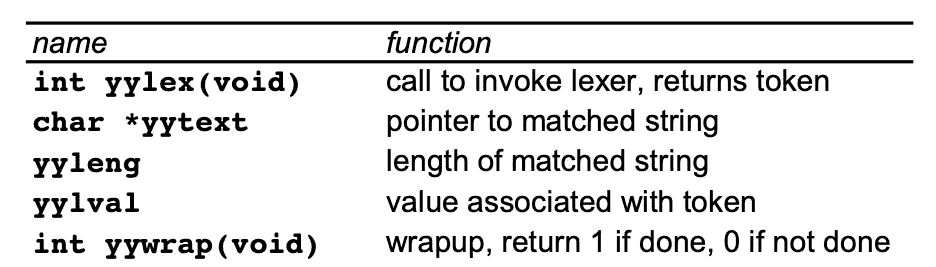 name function
int yylex(void) call to invoke lexer, returns token
char *yytext pointer to matched string
yyleng length of matched string
yylval value associated with token
int yywrap(void) wrapup, return 1 if done, 0 if not done